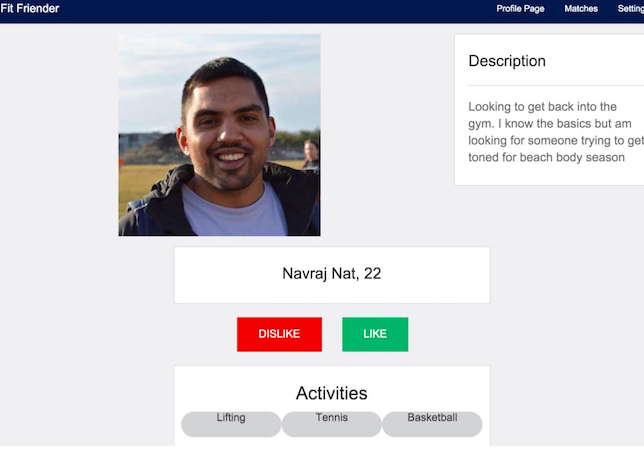 Fit Friender
Profile Page
Matches
Description
Looking to get back into the
gym. I know the basics but am
looking for someone trying to get
toned for beach body season
Navraj Nat, 22
DISLIKE
LIKE
Activities
Lifting
Tennis
Basketball